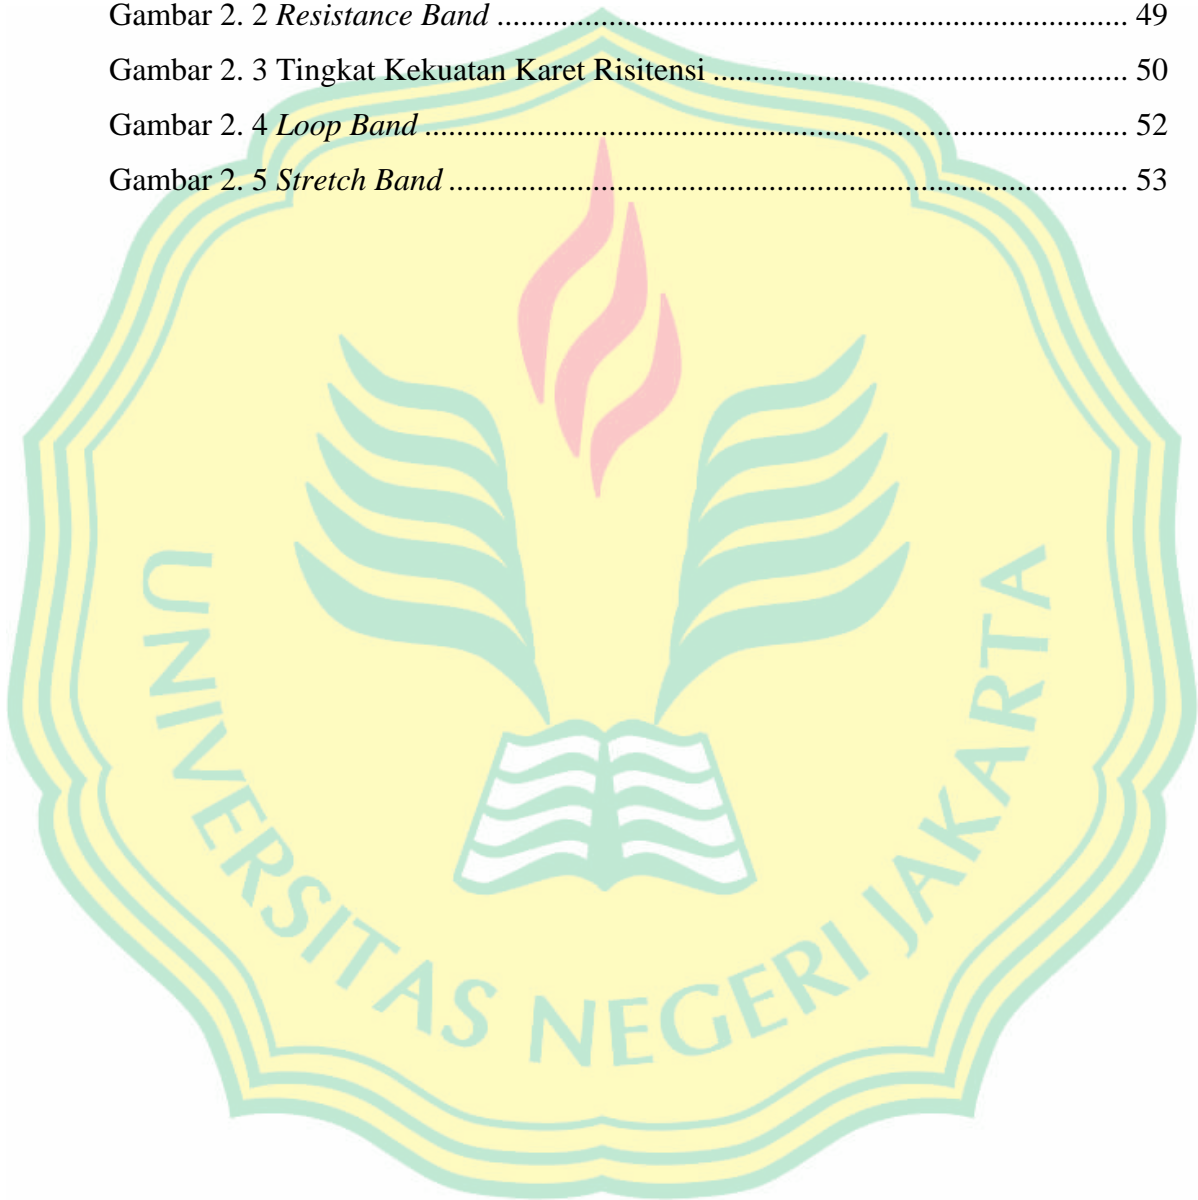 Gambar 2. 2 Resistance Band ............................................................................... 49
Gambar 2. 3 Tingkat Kekuatan Karet Risitensi .................................................... 50
Gambar 2. 4 Loop Band ........................................................................................ 52
Gambar 2. 5 Stretch Band ..................................................................................... 53
UNIVERSITAS NEGERI JAKARTA